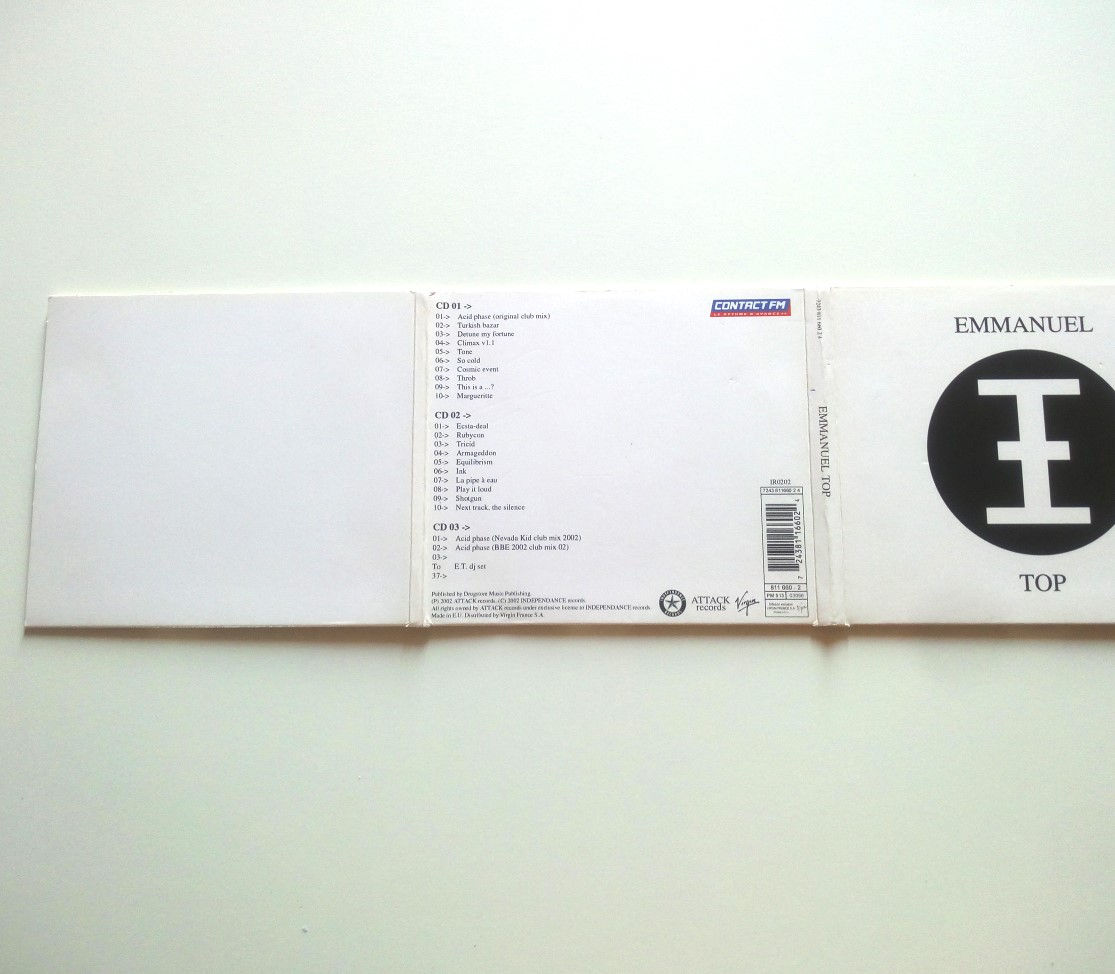 CD 01 ->
01-> Acid phase (original club mix)
02-> Turkish bazar
03-> Detune my fortune
04-> Climax v1.1
05-> Tone
06-> So cold
07-> Cosmic event
08-> Throb
09-> This is a ...?
10-> Margueritte
CD 02 ->
01-> Ecsta-deal
02-> Rubycon
03-> Tricid
04-> Armageddon
05-> Equilibrism
06-> Ink
07-> La pipe à eau
08-> Play it loud
09-> Shotgun
10-> Next track, the silence
CD 03 ->
01-> Acid phase (Nevada Kid club mix 2002)
02-> Acid phase (BBE 2002 club mix 02)
03->
To E.T. dj set
37->
Published by Drugstore Music Publishing.
(P) 2002 ATTACK records. (C) 2002 INDEPENDANCE records.
All rights owned by ATTACK records under exclusive license to INDEPENDANCE records.
Made in E.U. Distributed by Virgin France S.A.
CONTACT FM
IR0202
7 24381 16602 4
811 660 - 2
ATTACK
records
Virgin
EMMANUEL TOP
EMMANUEL
TOP